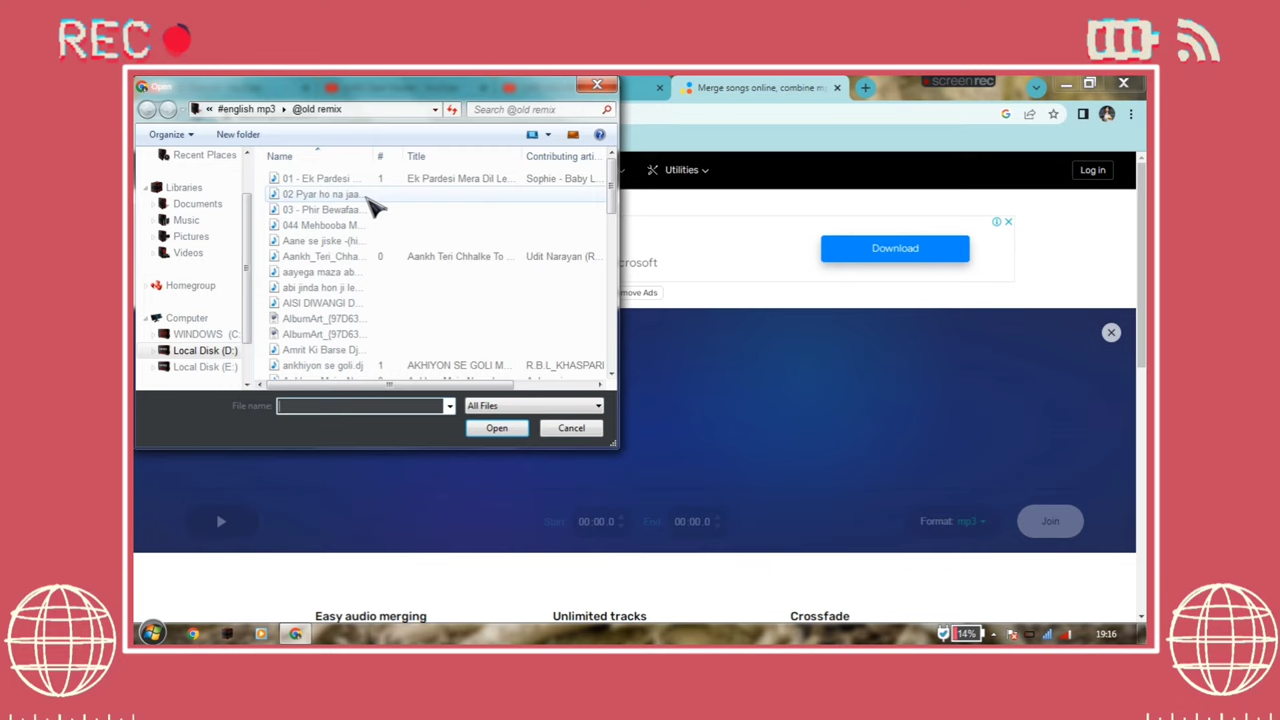 REC
Open
Merge songs online, combine m
screenrec
« #english mp3 ▸ @old remix
Search @old remix
Organize
New folder
Utilities
Log in
Recent Places
Libraries
Documents
Music
Pictures
Videos
Homegroup
Computer
WINDOWS (C:
Local Disk (D:)
Local Disk (E:)
Name # Title Contributing arti...
01 - Ek Pardesi ... 1 Ek Pardesi Mera Dil Le... Sophie - Baby L...
02 Pyar ho na jaa...
03 - Phir Bewafaa...
044 Mehbooba M...
Aane se jiske -(hi...
Aankh_Teri_Chha... 0 Aankh Teri Chhalke To ... Udit Narayan (R...
aayega maza ab...
abi jinda hon ji le...
AISI DIWANGI D...
AlbumArt_{97D63...
AlbumArt_{97D63...
Amrit Ki Barse Dj...
ankhiyon se goli.dj 1 AKHIYON SE GOLI M... R.B.L_KHASPARI
File name:
All Files
Open
Cancel
Download
crosoft
move Ads
Start: 00:00.0 End: 00:00.0
Format: mp3
Join
Easy audio merging
Unlimited tracks
Crossfade
14%
19:16